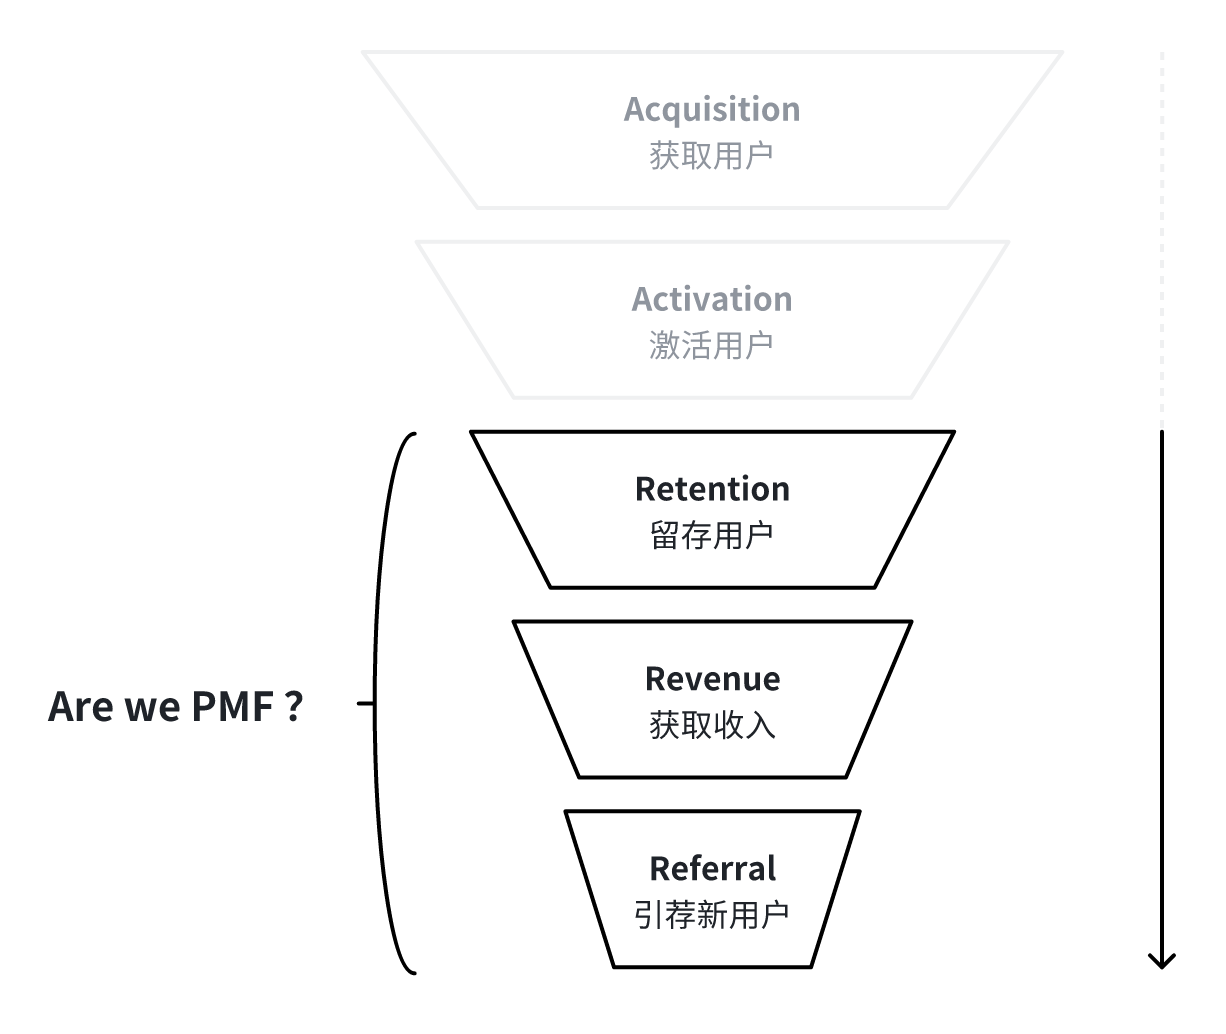 Acquisition
获取用户
Activation
激活用户
Retention
留存用户
Are we PMF ?
Revenue
获取收入
Referral
引荐新用户